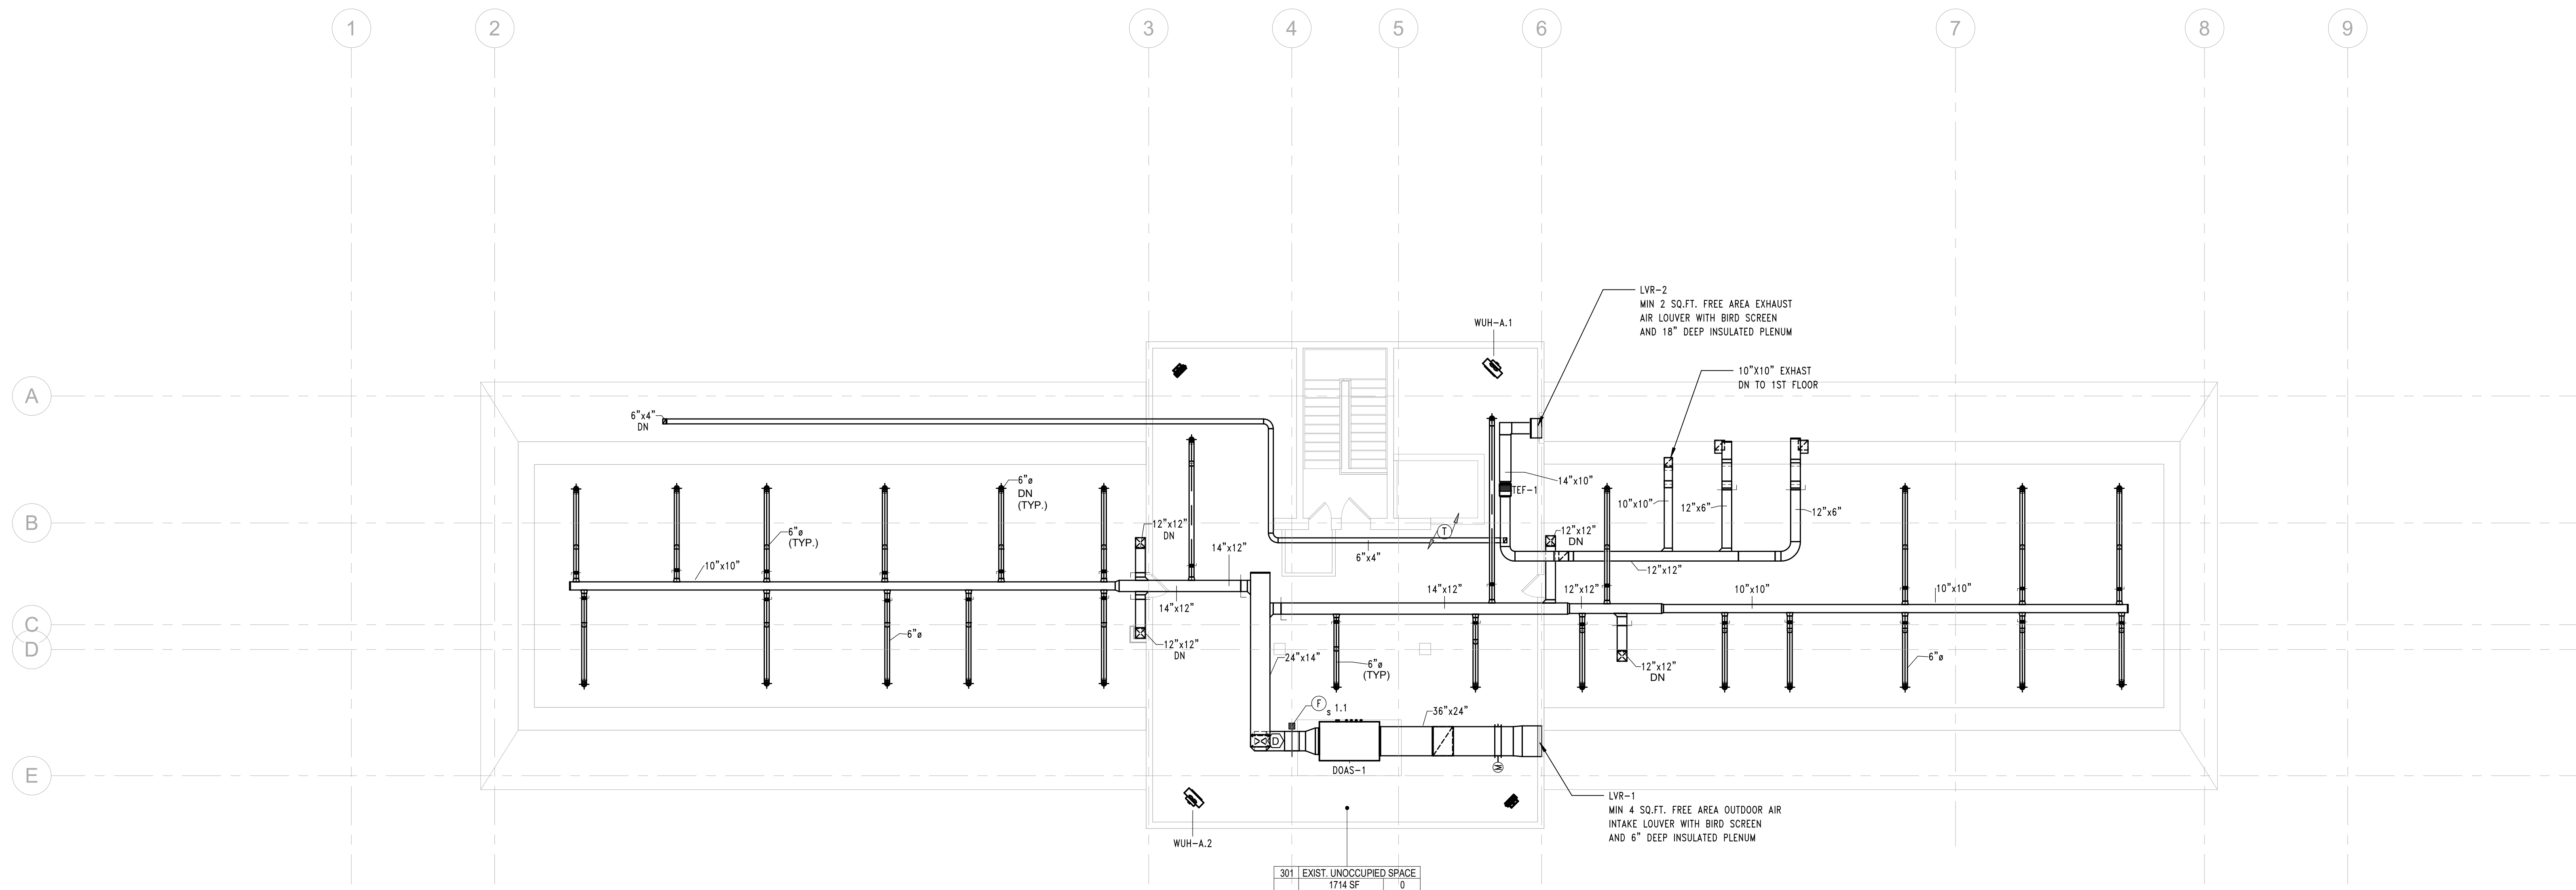 1
2
3
4
5
6
7
8
9
LVR-2
MIN 2 SQ.FT. FREE AREA EXHAUST
AIR LOUVER WITH BIRD SCREEN
AND 18" DEEP INSULATED PLENUM
WUH-A.1
10"X10" EXHAST
DN TO 1ST FLOOR
A
6"x4"
DN
6"ø
DN
(TYP.)
14"x10"
TEF-1
10"x10"
12"x6"
12"x6"
B
6"ø
(TYP.)
12"x12"
DN
14"x12"
T
12"x12"
DN
6"x4"
12"x12"
10"x10"
14"x12"
14"x12"
12"x12"
10"x10"
10"x10"
C
D
6"ø
12"x12"
DN
24"x14"
6"ø
(TYP)
12"x12"
DN
6"ø
F
s 1.1
36"x24"
D
DOAS-1
M
E
LVR-1
MIN 4 SQ.FT. FREE AREA OUTDOOR AIR
INTAKE LOUVER WITH BIRD SCREEN
AND 6" DEEP INSULATED PLENUM
WUH-A.2
301 EXIST. UNOCCUPIED SPACE
1714 SF 0